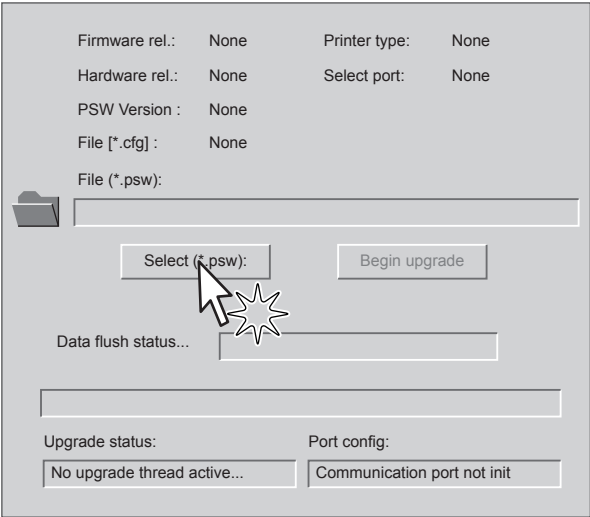 Firmware rel.: None Printer type: None
Hardware rel.: None Select port: None
PSW Version : None
File [*.cfg] : None
File (*.psw):
Select (*.psw): Begin upgrade
Data flush status...
Upgrade status: Port config:
No upgrade thread active... Communication port not init